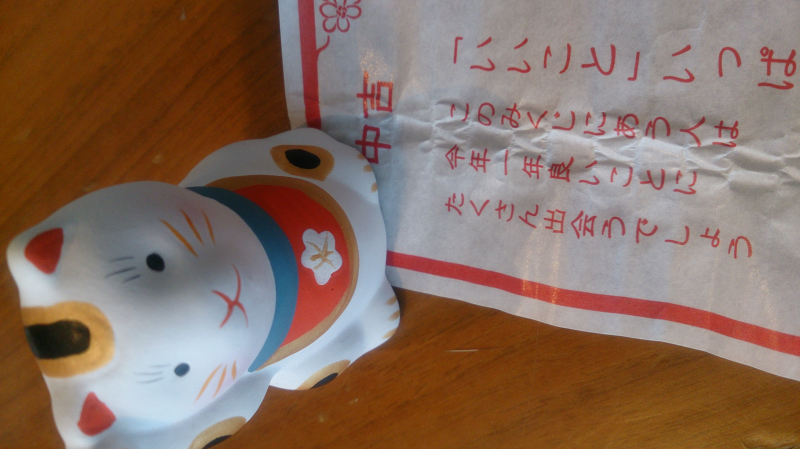 中吉
「いいこと」いっぱ
このみくじにあう人は
今年一年良いことに
たくさん出会うでしょう